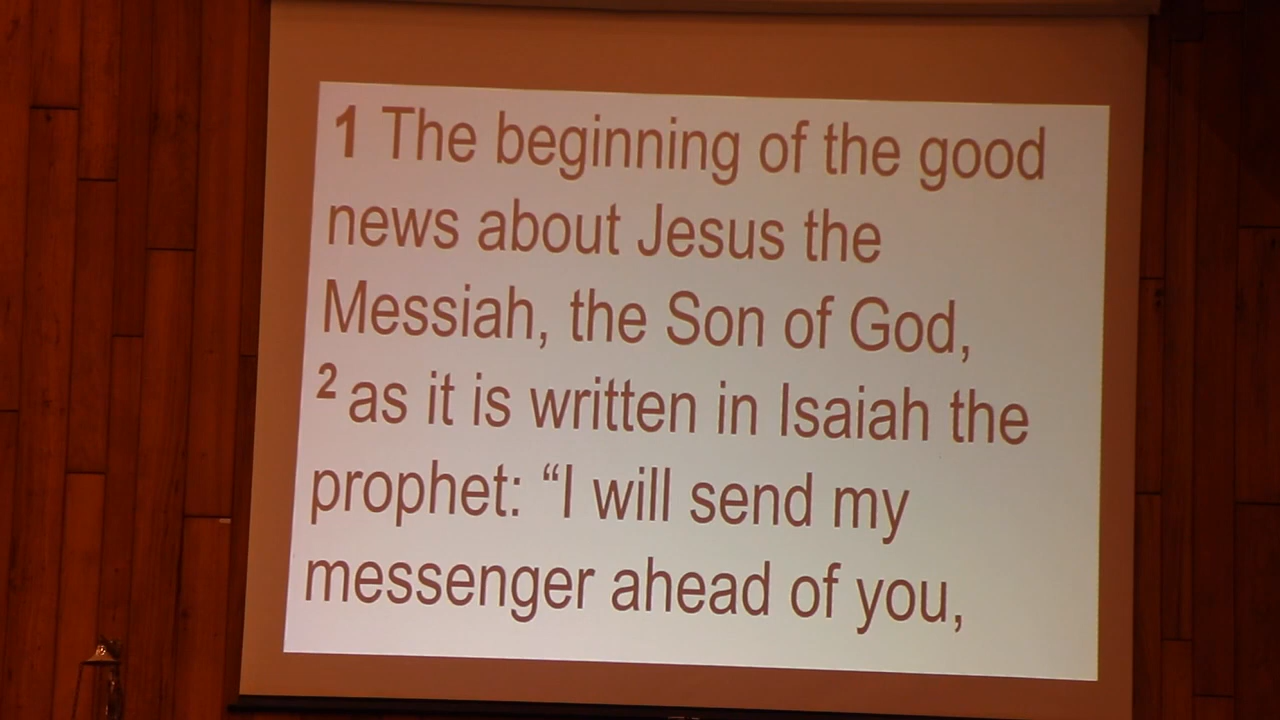 1 The beginning of the good
news about Jesus the
Messiah, the Son of God,
2 as it is written in Isaiah the
prophet: “I will send my
messenger ahead of you,